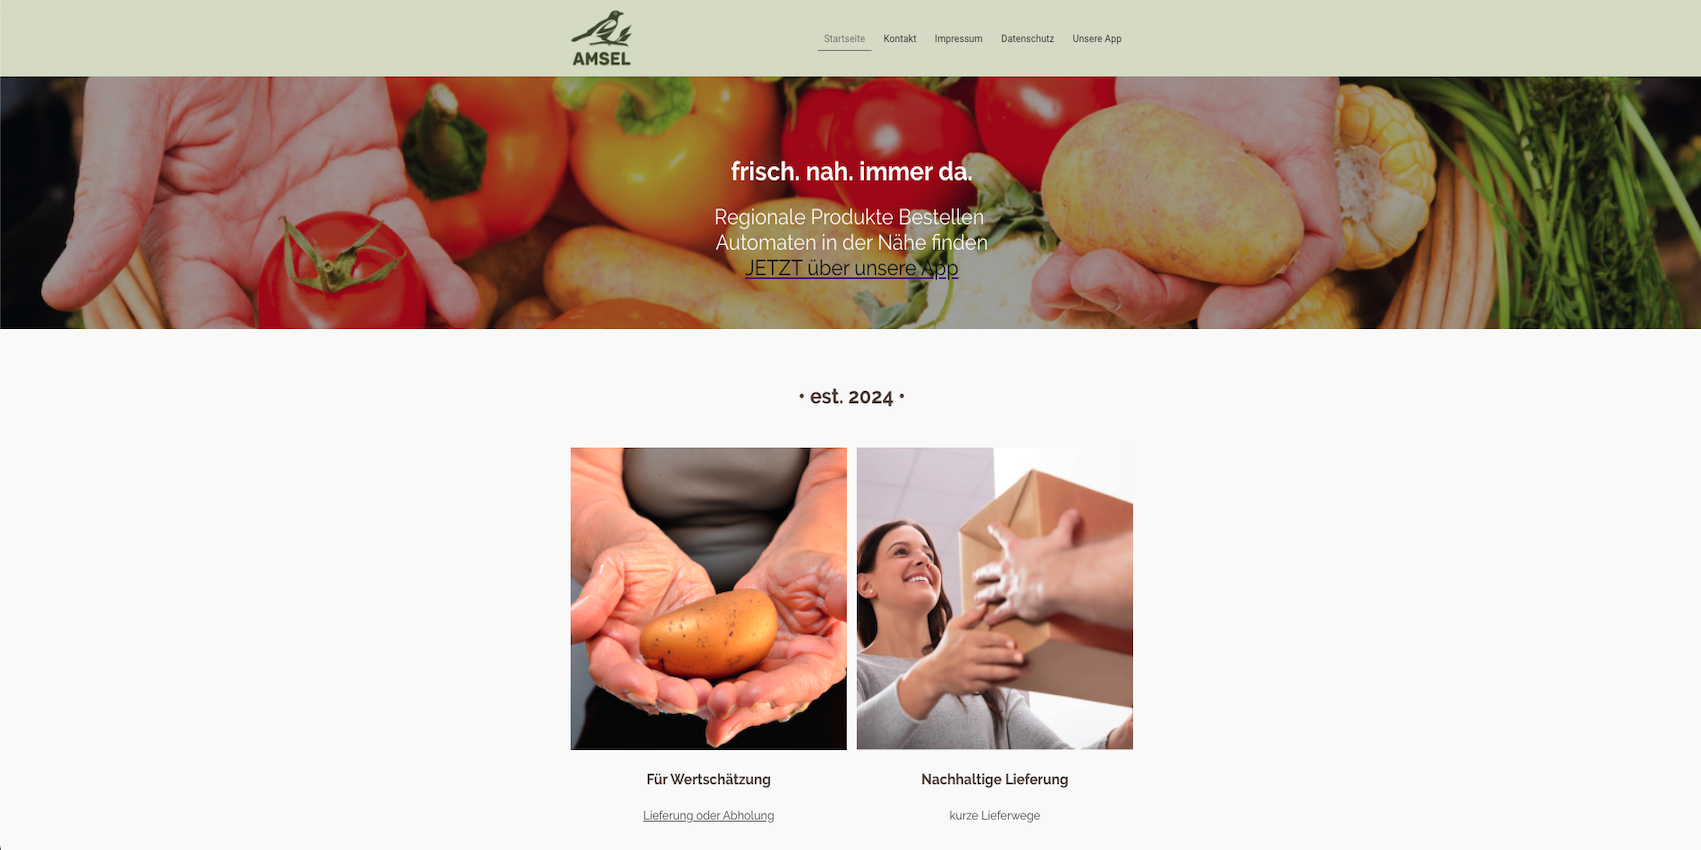 AMSEL
Startseite Kontakt Impressum Datenschutz Unsere App
frisch. nah. immer da.
Regionale Produkte Bestellen
Automaten in der Nähe finden
JETZT über unsere App
• est. 2024 •
Für Wertschätzung
Nachhaltige Lieferung
Lieferung oder Abholung
kurze Lieferwege